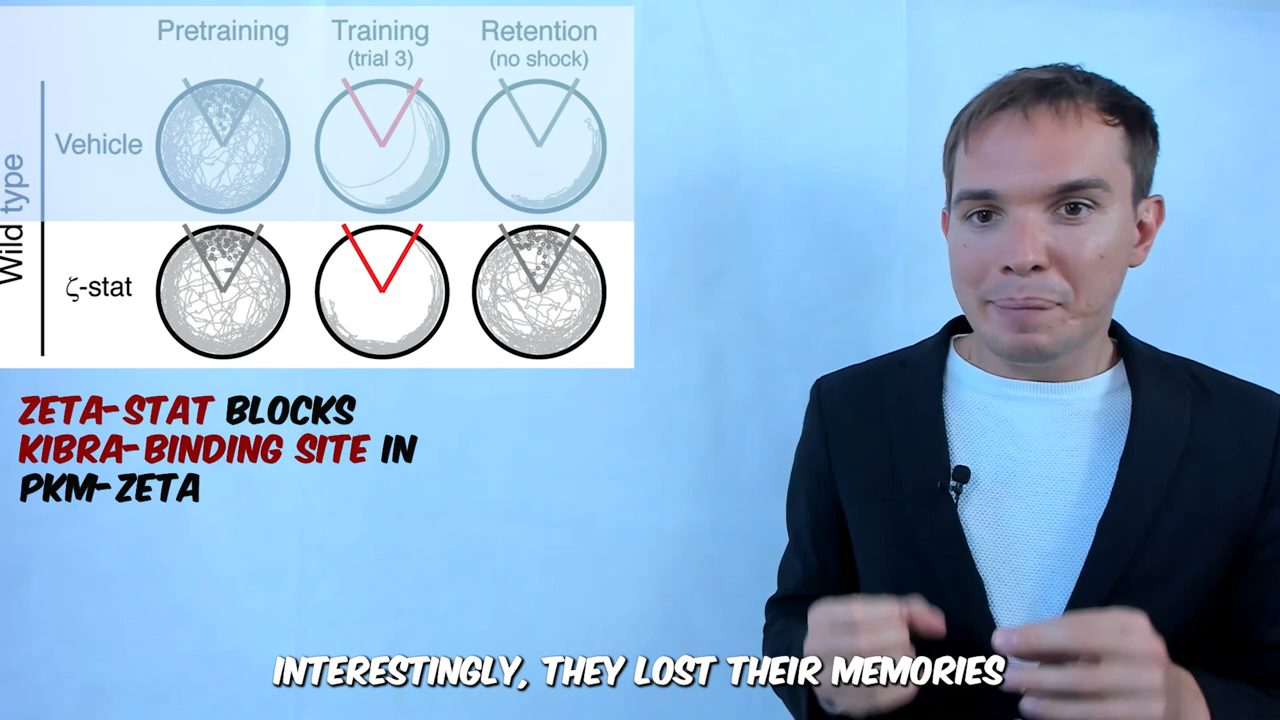 Pretraining Training Retention
(trial 3) (no shock)
Wild type
Vehicle
ζ-stat
ZETA-STAT BLOCKS
KIBRA-BINDING SITE IN
PKM-ZETA
INTERESTINGLY, THEY LOST THEIR MEMORIES